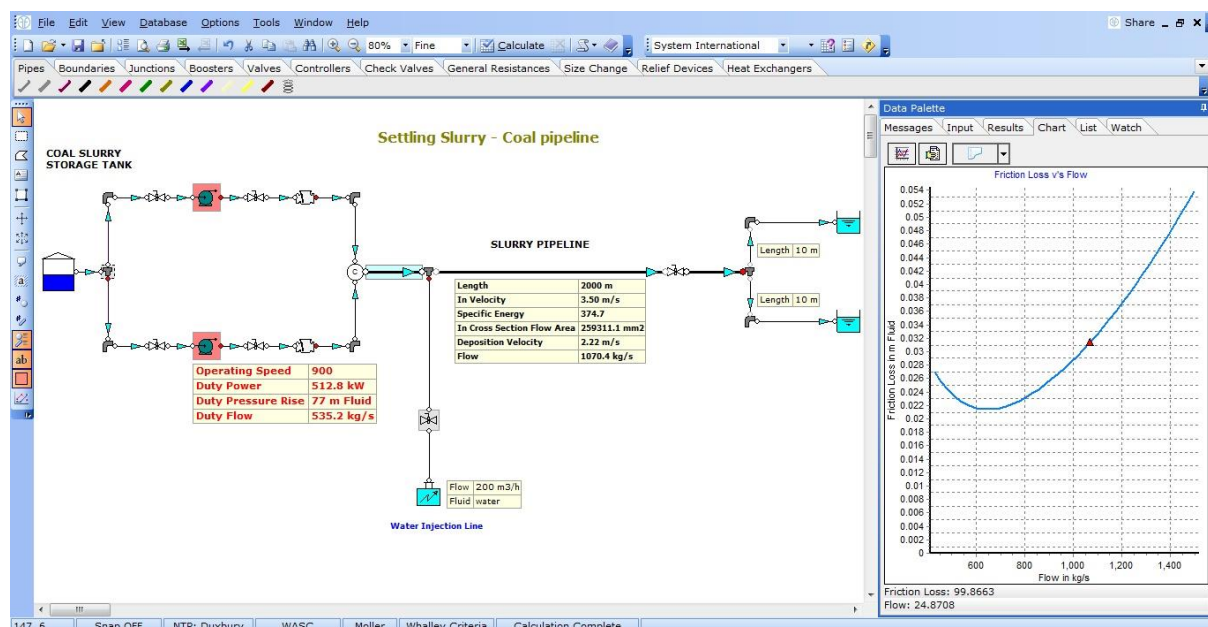 File Edit View Database Options Tools Window Help
Share
80% Fine Calculate System International
Pipes Boundaries Junctions Boosters Valves Controllers Check Valves General Resistances Size Change Relief Devices Heat Exchangers
Settling Slurry - Coal pipeline
COAL SLURRY
STORAGE TANK
SLURRY PIPELINE
C
Length 2000 m
In Velocity 3.50 m/s
Specific Energy 374.7
In Cross Section Flow Area 259311.1 mm2
Deposition Velocity 2.22 m/s
Flow 1070.4 kg/s
Length 10 m
Length 10 m
Operating Speed 900
Duty Power 512.8 kW
Duty Pressure Rise 77 m Fluid
Duty Flow 535.2 kg/s
Flow 200 m3/h
Fluid water
Water Injection Line
a
ab
Data Palette
Messages Input Results Chart List Watch
Friction Loss v's Flow
Friction Loss in m Fluid
0.054
0.052
0.05
0.048
0.046
0.044
0.042
0.04
0.038
0.036
0.034
0.032
0.03
0.028
0.026
0.024
0.022
0.02
0.018
0.016
0.014
0.012
0.01
0.008
0.006
0.004
0.002
0
600 800 1,000 1,200 1,400
Flow in kg/s
Friction Loss: 99.8663
Flow: 24.8708
147, 6 Snap OFF NTP: Duxbury WASC Moller Whalley Criteria Calculation Complete